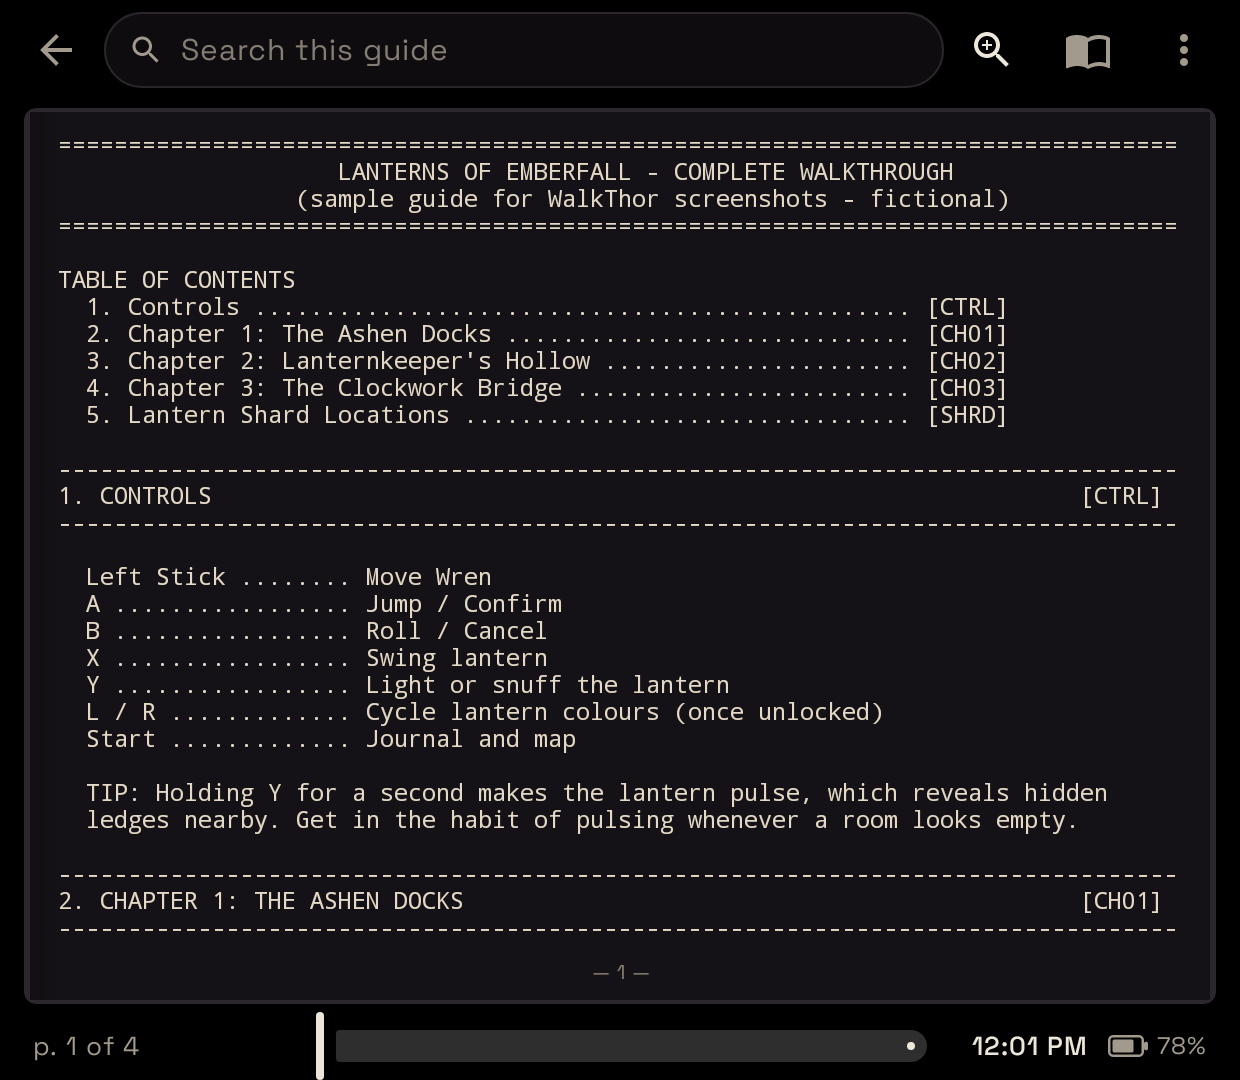 Search this guide
================================================================================
LANTERNS OF EMBERFALL - COMPLETE WALKTHROUGH
(sample guide for WalkThor screenshots - fictional)
================================================================================
TABLE OF CONTENTS
1. Controls ............................................... [CTRL]
2. Chapter 1: The Ashen Docks ............................. [CH01]
3. Chapter 2: Lanternkeeper's Hollow ...................... [CH02]
4. Chapter 3: The Clockwork Bridge ........................ [CH03]
5. Lantern Shard Locations ................................ [SHRD]
--------------------------------------------------------------------------------
1. CONTROLS [CTRL]
--------------------------------------------------------------------------------
Left Stick ........ Move Wren
A ................. Jump / Confirm
B ................. Roll / Cancel
X ................. Swing lantern
Y ................. Light or snuff the lantern
L / R ............. Cycle lantern colours (once unlocked)
Start ............. Journal and map
TIP: Holding Y for a second makes the lantern pulse, which reveals hidden
ledges nearby. Get in the habit of pulsing whenever a room looks empty.
--------------------------------------------------------------------------------
2. CHAPTER 1: THE ASHEN DOCKS [CH01]
--------------------------------------------------------------------------------
— 1 —
p. 1 of 4
12:01 PM 78%